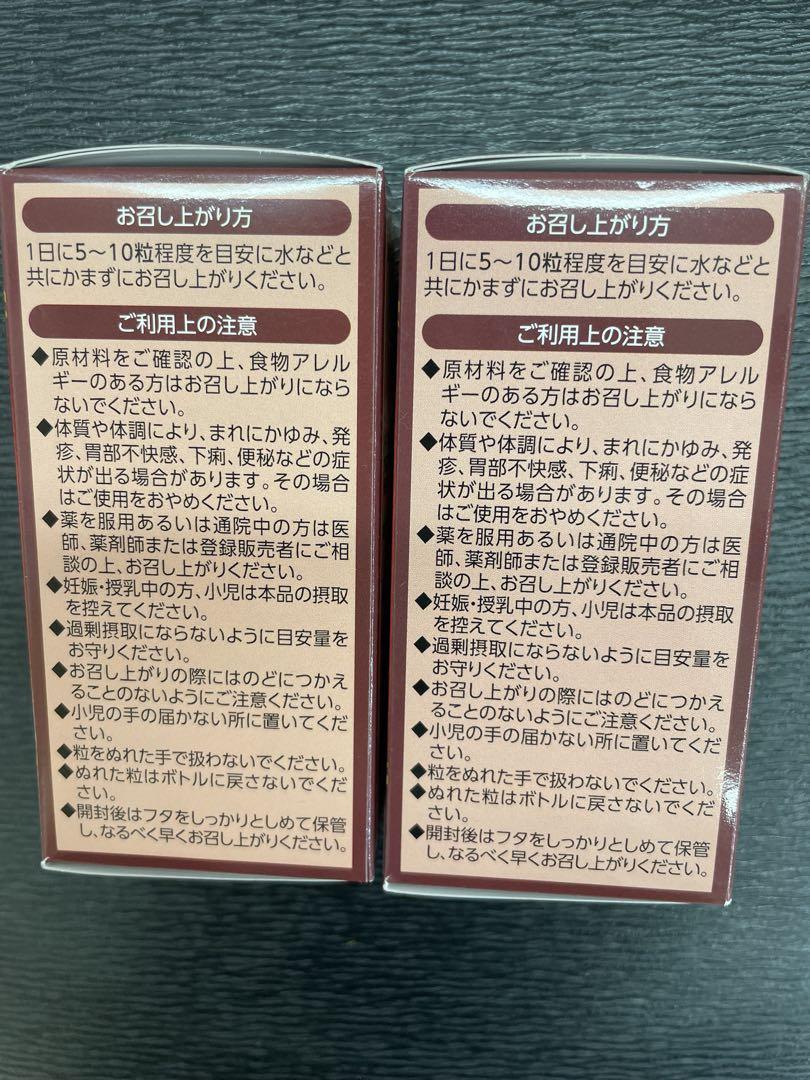 お召し上がり方
1日に5〜10粒程度を目安に水などと
共にかまずにお召し上がりください。
ご利用上の注意
◆原材料をご確認の上、食物アレル
ギーのある方はお召し上がりになら
ないでください。
◆体質や体調により、まれにかゆみ、発
疹、胃部不快感、下痢、便秘などの症
状が出る場合があります。その場合
はご使用をおやめください。
◆薬を服用あるいは通院中の方は医
師、薬剤師または登録販売者にご相
談の上、お召し上がりください。
◆妊娠・授乳中の方、小児は本品の摂取
を控えてください。
◆過剰摂取にならないように目安量を
お守りください。
◆お召し上がりの際にはのどにつかえ
ることのないようにご注意ください。
◆小児の手の届かない所に置いてくだ
さい。
◆粒をぬれた手で扱わないでください。
◆ぬれた粒はボトルに戻さないでくだ
さい。
◆開封後はフタをしっかりとしめて保管
し、なるべく早くお召し上がりください。
お召し上がり方
1日に5〜10粒程度を目安に水などと
共にかまずにお召し上がりください。
ご利用上の注意
◆原材料をご確認の上、食物アレル
ギーのある方はお召し上がりになら
ないでください。
◆体質や体調により、まれにかゆみ、発
疹、胃部不快感、下痢、便秘などの症
状が出る場合があります。その場合
はご使用をおやめください。
◆薬を服用あるいは通院中の方は医
師、薬剤師または登録販売者にご相
談の上、お召し上がりください。
◆妊娠・授乳中の方、小児は本品の摂取
を控えてください。
◆過剰摂取にならないように目安量を
お守りください。
◆お召し上がりの際にはのどにつかえ
ることのないようにご注意ください。
◆小児の手の届かない所に置いてくだ
さい。
◆粒をぬれた手で扱わないでください。
◆ぬれた粒はボトルに戻さないでくだ
さい。
◆開封後はフタをしっかりとしめて保管
し、なるべく早くお召し上がりください。